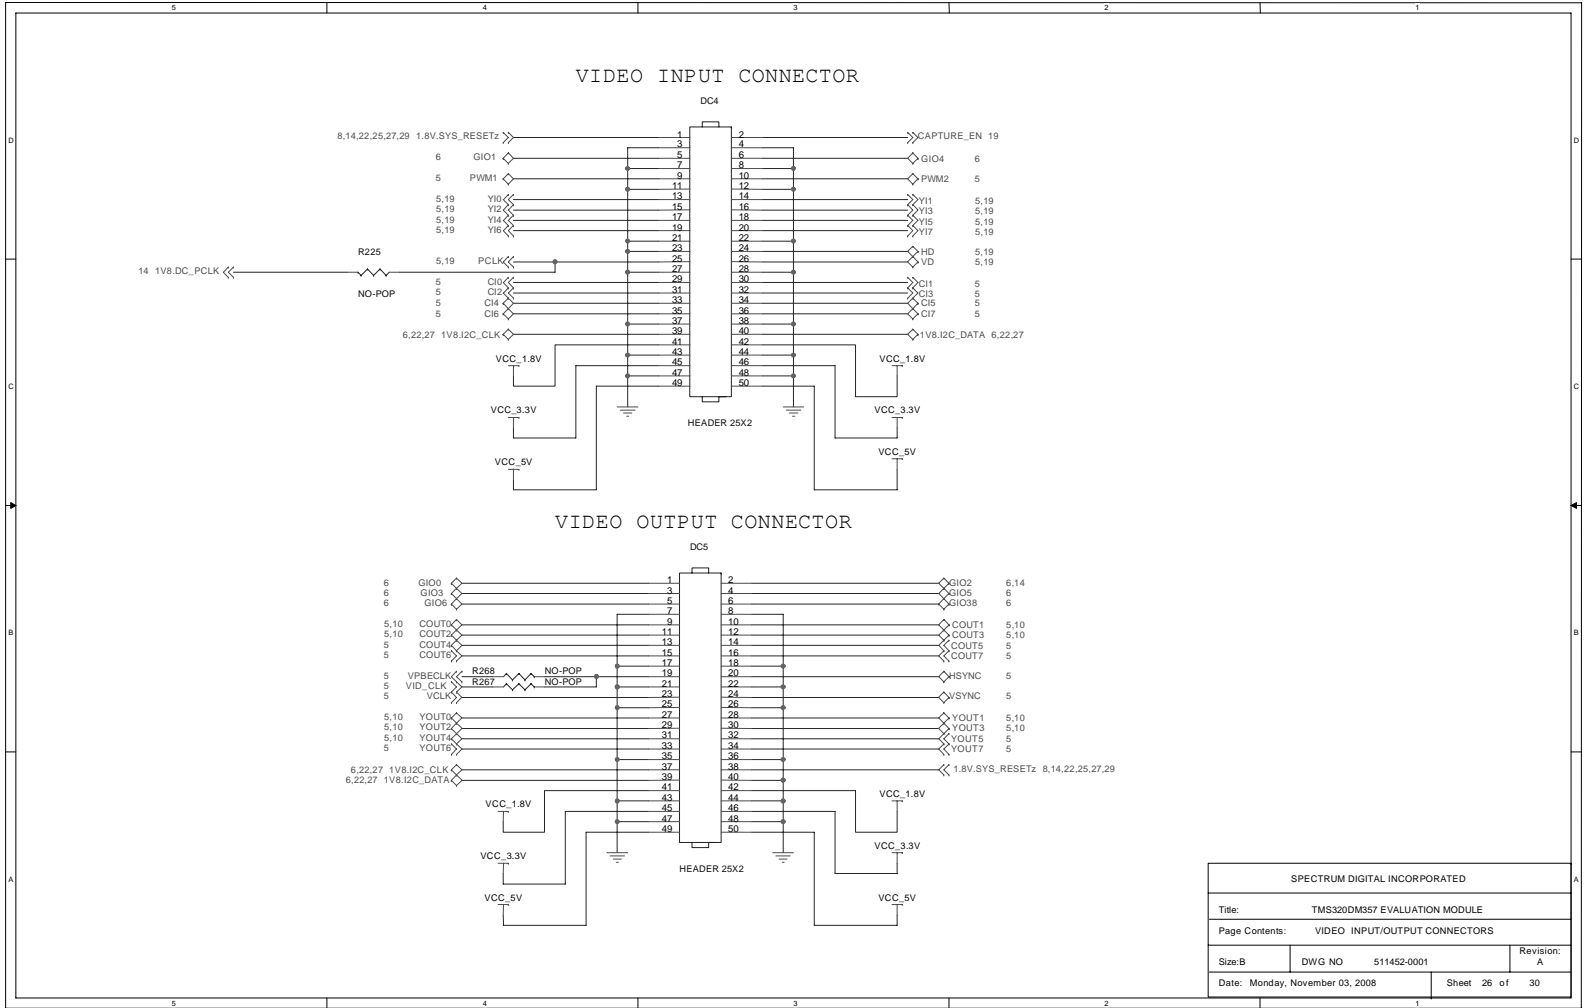 5 4 3 2 1
VIDEO INPUT CONNECTOR
DC4
8,14,22,25,27,29 1.8V.SYS_RESETz 1 2 CAPTURE_EN 19
3 4
6 GIO1 5 6 GIO4 6
7 8
5 PWM1 9 10 PWM2 5
11 12
5,19 YI0 13 14 YI1 5,19
5,19 YI2 15 16 YI3 5,19
5,19 YI4 17 18 YI5 5,19
5,19 YI6 19 20 YI7 5,19
21 22
R225 23 24 HD 5,19
5,19 PCLK 25 26 VD 5,19
14 1V8.DC_PCLK 27 28
NO-POP
5 CI0 29 30 CI1 5
5 CI2 31 32 CI3 5
5 CI4 33 34 CI5 5
5 CI6 35 36 CI7 5
37 38
6,22,27 1V8.I2C_CLK 39 40 1V8.I2C_DATA 6,22,27
41 42
VCC_1.8V 43 44 VCC_1.8V
45 46
47 48
49 50
VCC_3.3V VCC_3.3V
HEADER 25X2
VCC_5V VCC_5V
VIDEO OUTPUT CONNECTOR
DC5
6 GIO0 1 2 GIO2 6,14
6 GIO3 3 4 GIO5 6
6 GIO6 5 6 GIO38 6
7 8
5,10 COUT0 9 10 COUT1 5,10
5,10 COUT2 11 12 COUT3 5,10
5 COUT4 13 14 COUT5 5
5 COUT6 15 16 COUT7 5
17 18
5 VPBECLK R268 NO-POP 19 20 HSYNC 5
5 VID_CLK R267 NO-POP 21 22
5 VCLK 23 24 VSYNC 5
25 26
5,10 YOUT0 27 28 YOUT1 5,10
5,10 YOUT2 29 30 YOUT3 5,10
5,10 YOUT4 31 32 YOUT5 5
5 YOUT6 33 34 YOUT7 5
35 36
6,22,27 1V8.I2C_CLK 37 38 1.8V.SYS_RESETz 8,14,22,25,27,29
6,22,27 1V8.I2C_DATA 39 40
41 42
VCC_1.8V 43 44 VCC_1.8V
45 46
47 48
49 50
VCC_3.3V VCC_3.3V
HEADER 25X2
VCC_5V VCC_5V
D D
C C
B B
A A
SPECTRUM DIGITAL INCORPORATED
Title: TMS320DM357 EVALUATION MODULE
Page Contents: VIDEO INPUT/OUTPUT CONNECTORS
Size:B DWG NO 511452-0001 Revision: A
Date: Monday, November 03, 2008 Sheet 26 of 30
5 4 3 2 1